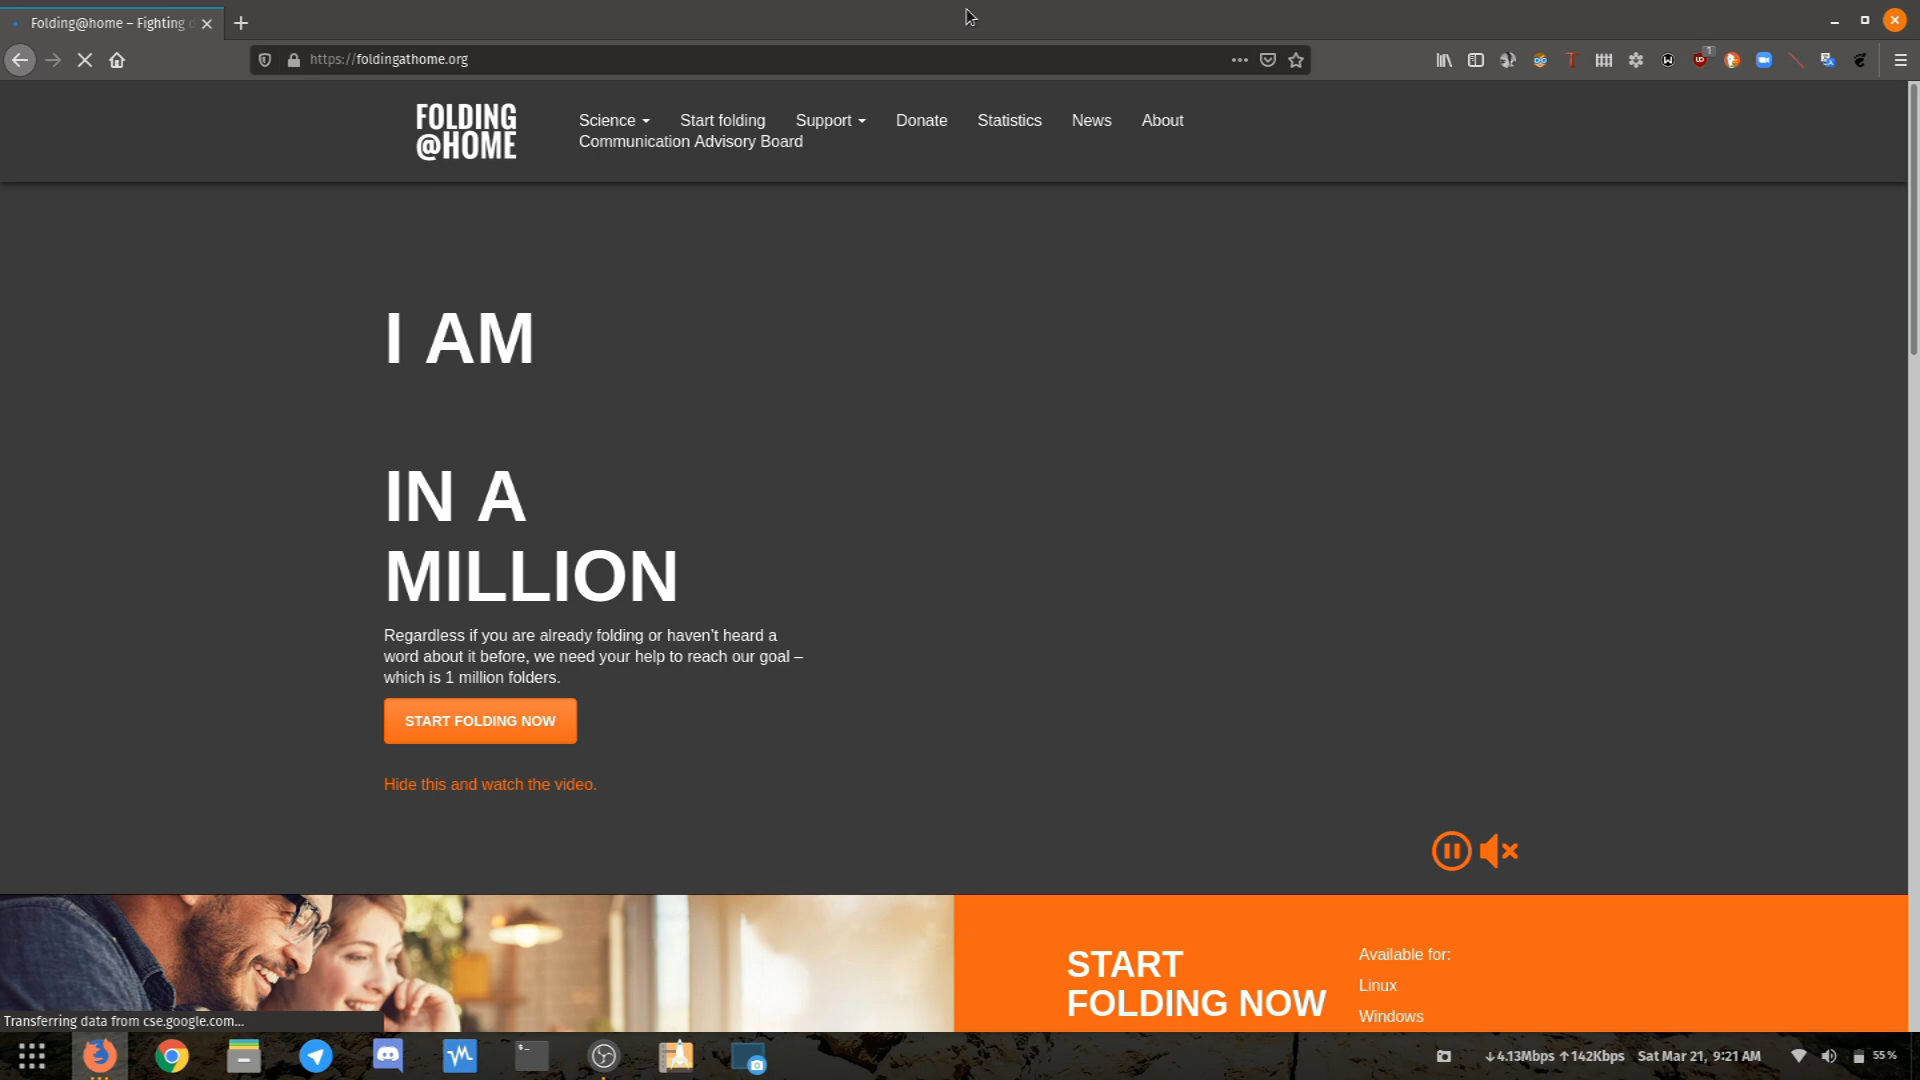 Folding@home – Fighting d
https://foldingathome.org
1
FOLDING
@HOME
Science
Start folding
Support
Donate
Statistics
News
About
Communication Advisory Board
I AM
IN A
MILLION
Regardless if you are already folding or haven't heard a
word about it before, we need your help to reach our goal –
which is 1 million folders.
START FOLDING NOW
Hide this and watch the video.
START
FOLDING NOW
Available for:
Linux
Windows
Transferring data from cse.google.com...
↓4.13Mbps ↑142Kbps
Sat Mar 21, 9:21 AM
55%